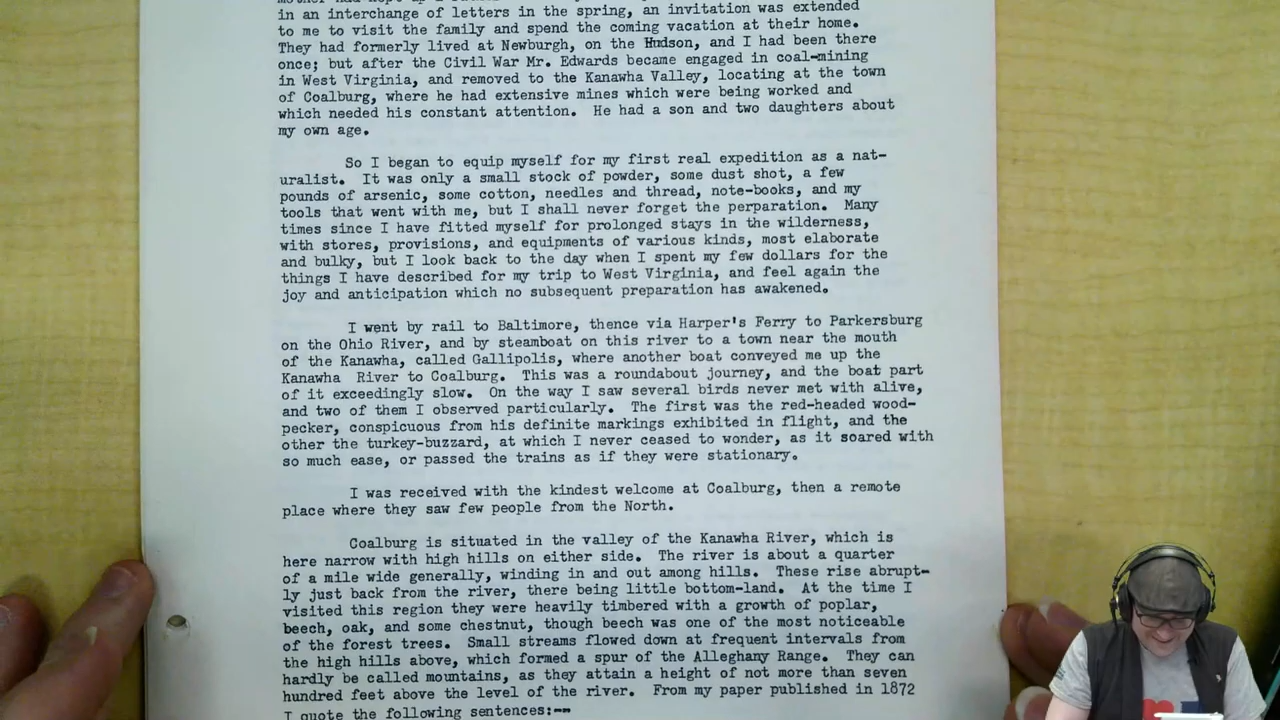 in an interchange of letters in the spring, an invitation was extended
to me to visit the family and spend the coming vacation at their home.
They had formerly lived at Newburgh, on the Hudson, and I had been there
once; but after the Civil War Mr. Edwards became engaged in coal-mining
in West Virginia, and removed to the Kanawha Valley, locating at the town
of Coalburg, where he had extensive mines which were being worked and
which needed his constant attention.  He had a son and two daughters about
my own age.
So I began to equip myself for my first real expedition as a nat-
uralist.  It was only a small stock of powder, some dust shot, a few
pounds of arsenic, some cotton, needles and thread, note-books, and my
tools that went with me, but I shall never forget the perparation.  Many
times since I have fitted myself for prolonged stays in the wilderness,
with stores, provisions, and equipments of various kinds, most elaborate
and bulky, but I look back to the day when I spent my few dollars for the
things I have described for my trip to West Virginia, and feel again the
joy and anticipation which no subsequent preparation has awakened.
I went by rail to Baltimore, thence via Harper's Ferry to Parkersburg
on the Ohio River, and by steamboat on this river to a town near the mouth
of the Kanawha, called Gallipolis, where another boat conveyed me up the
Kanawha  River to Coalburg.  This was a roundabout journey, and the boat part
of it exceedingly slow.  On the way I saw several birds never met with alive,
and two of them I observed particularly.  The first was the red-headed wood-
pecker, conspicuous from his definite markings exhibited in flight, and the
other the turkey-buzzard, at which I never ceased to wonder, as it soared with
so much ease, or passed the trains as if they were stationary.
I was received with the kindest welcome at Coalburg, then a remote
place where they saw few people from the North.
Coalburg is situated in the valley of the Kanawha River, which is
here narrow with high hills on either side.  The river is about a quarter
of a mile wide generally, winding in and out among hills.  These rise abrupt-
ly just back from the river, there being little bottom-land.  At the time I
visited this region they were heavily timbered with a growth of poplar,
beech, oak, and some chestnut, though beech was one of the most noticeable
of the forest trees.  Small streams flowed down at frequent intervals from
the high hills above, which formed a spur of the Alleghany Range.  They can
hardly be called mountains, as they attain a height of not more than seven
hundred feet above the level of the river.  From my paper published in 1872
I quote the following sentences:--